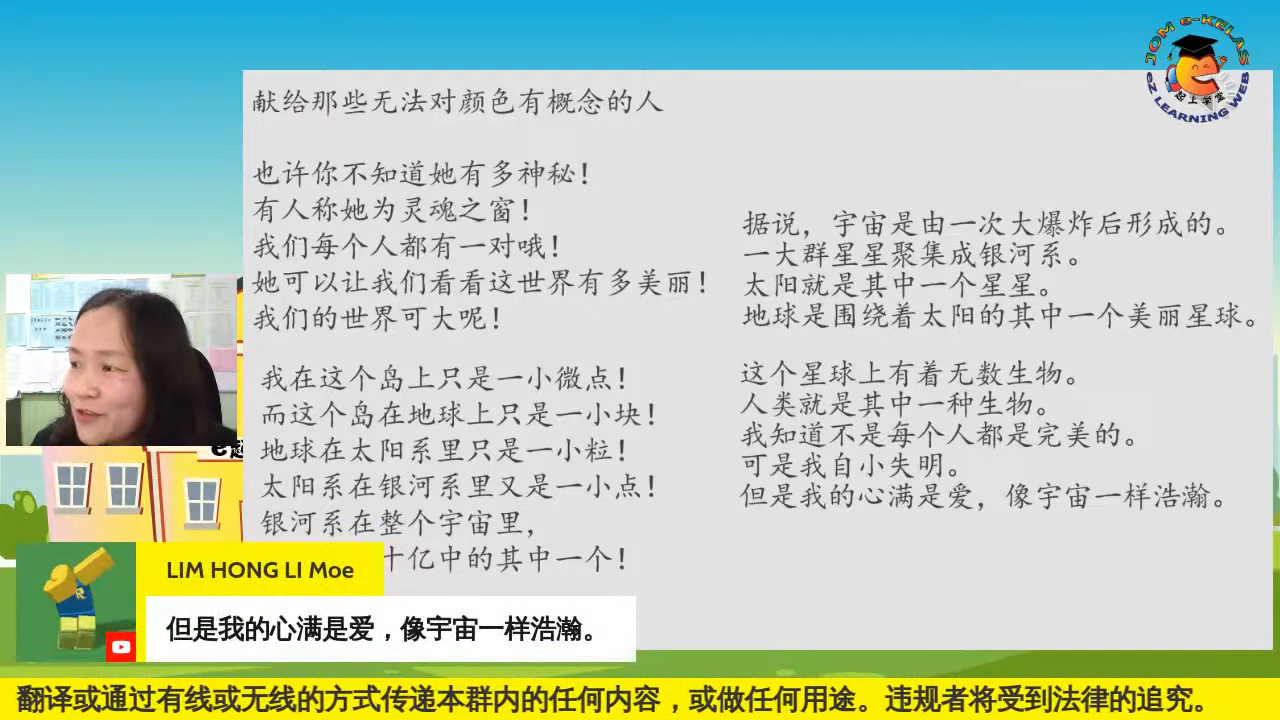 JOM e-KELAS
起上学堂
eZ LEARNING WEB
献给那些无法对颜色有概念的人
也许你不知道她有多神秘！
有人称她为灵魂之窗！
我们每个人都有一对哦！
她可以让我们看看这世界有多美丽！
我们的世界可大呢！
我在这个岛上只是一小微点！
而这个岛在地球上只是一小块！
地球在太阳系里只是一小粒！
太阳系在银河系里又是一小点！
银河系在整个宇宙里，
十亿中的其中一个！
据说，宇宙是由一次大爆炸后形成的。
一大群星星聚集成银河系。
太阳就是其中一个星星。
地球是围绕着太阳的其中一个美丽星球。
这个星球上有着无数生物。
人类就是其中一种生物。
我知道不是每个人都是完美的。
可是我自小失明。
但是我的心满是爱，像宇宙一样浩瀚。
LIM HONG LI Moe
但是我的心满是爱，像宇宙一样浩瀚。
翻译或通过有线或无线的方式传递本群内的任何内容，或做任何用途。违规者将受到法律的追究。